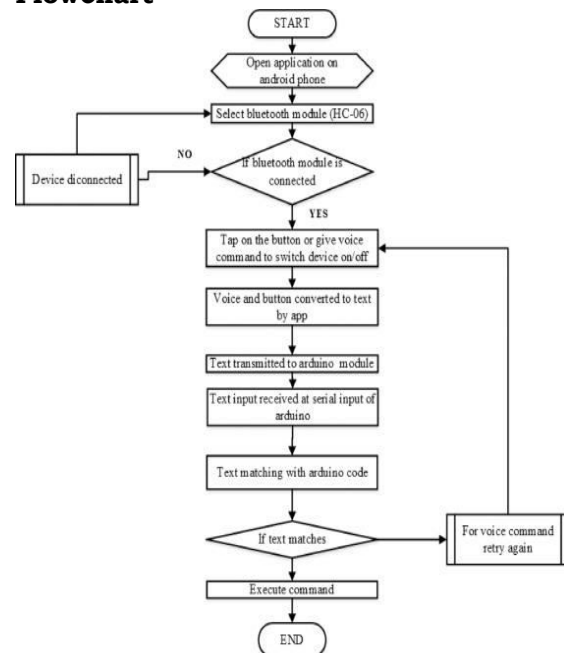 Flowchart
START
Open application on
android phone
Select bluetooth module (HC-06)
NO
If bluetooth module is
connected
Device diconnected
YES
Tap on the button or give voice
command to switch device on/off
Voice and button converted to text
by app
Text transmitted to arduino module
Text input received at serial input of
arduino
Text matching with arduino code
If text matches
For voice command
retry again
Execute command
END